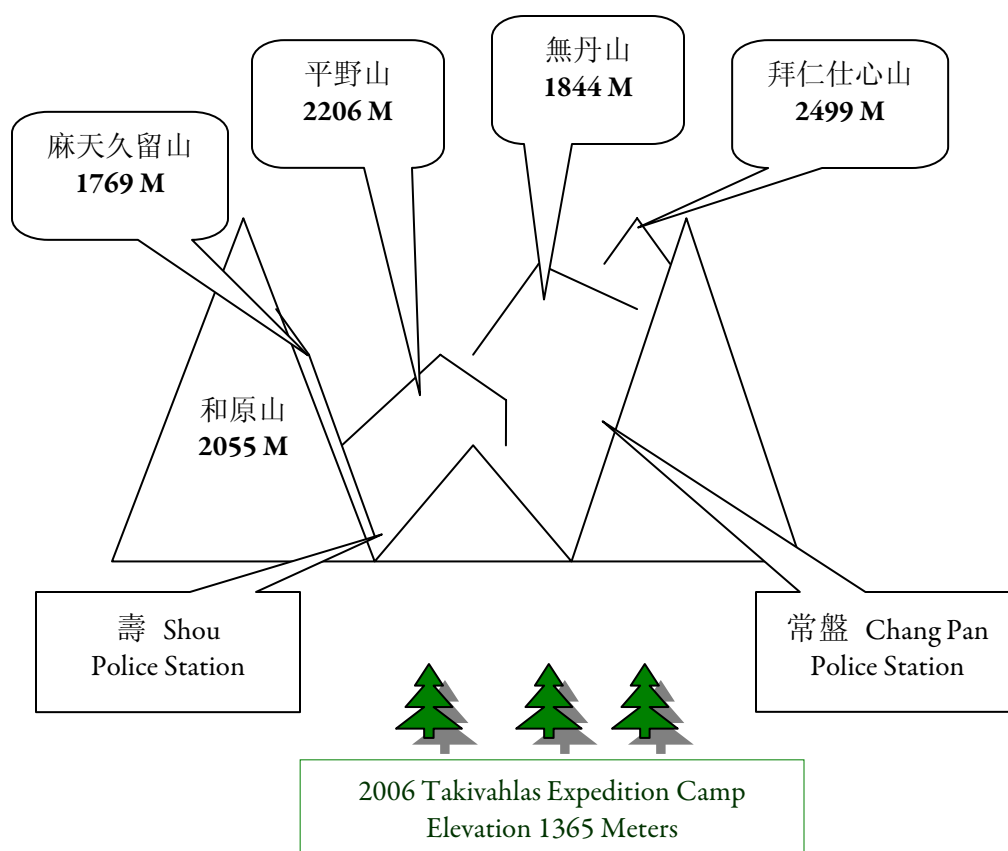 無丹山
1844 M
平野山
2206 M
拜仁仕心山
2499 M
麻天久留山
1769 M
和原山
2055 M
壽 Shou
Police Station
常盤 Chang Pan
Police Station
2006 Takivahlas Expedition Camp
Elevation 1365 Meters